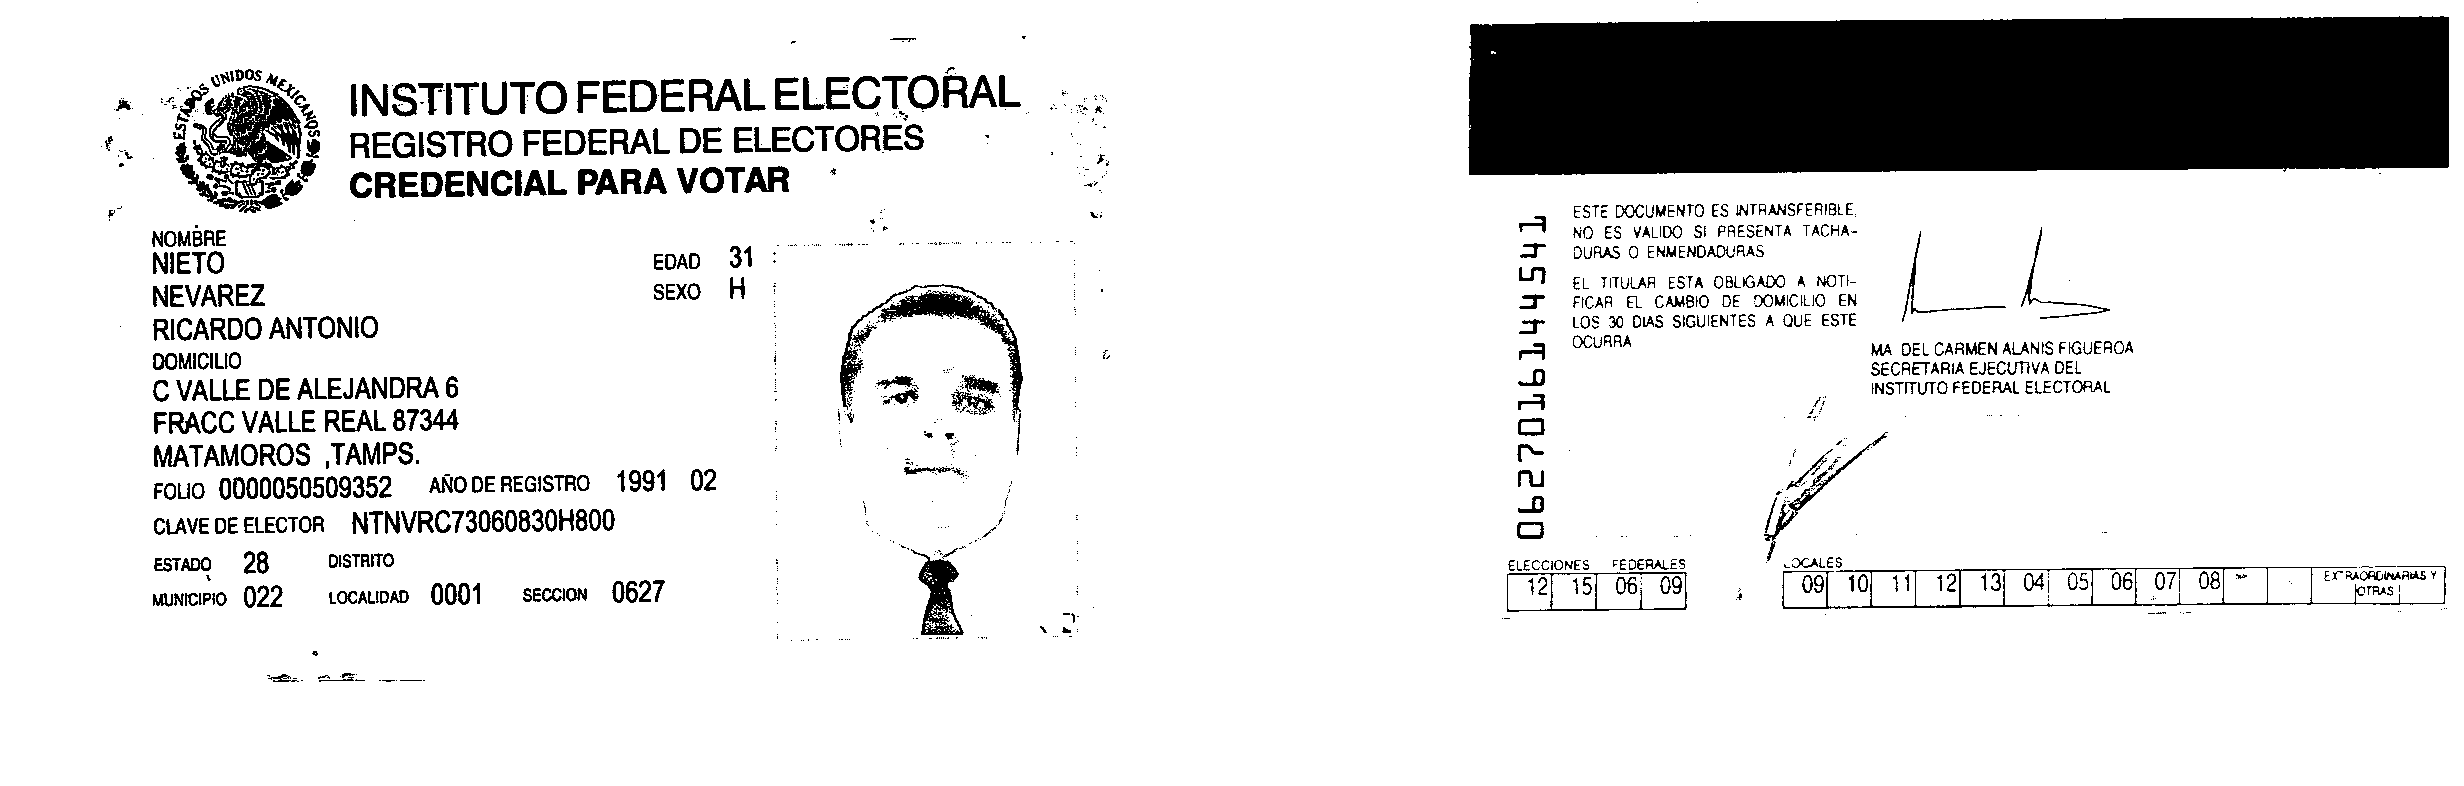 ESTADOS UNIDOS MEXICANOS
INSTITUTO FEDERAL ELECTORAL
REGISTRO FEDERAL DE ELECTORES
CREDENCIAL PARA VOTAR
NOMBRE
NIETO
NEVAREZ
RICARDO ANTONIO
EDAD 31
SEXO H
DOMICILIO
C VALLE DE ALEJANDRA 6
FRACC VALLE REAL 87344
MATAMOROS ,TAMPS.
FOLIO 0000050509352 AÑO DE REGISTRO 1991 02
CLAVE DE ELECTOR NTNVRC73060830H800
ESTADO 28 DISTRITO
MUNICIPIO 022 LOCALIDAD 0001 SECCION 0627
0627016144541
ESTE DOCUMENTO ES INTRANSFERIBLE,
NO ES VALIDO SI PRESENTA TACHA-
DURAS O ENMENDADURAS
EL TITULAR ESTA OBLIGADO A NOTI-
FICAR EL CAMBIO DE DOMICILIO EN
LOS 30 DIAS SIGUIENTES A QUE ESTE
OCURRA
MA DEL CARMEN ALANIS FIGUEROA
SECRETARIA EJECUTIVA DEL
INSTITUTO FEDERAL ELECTORAL
ELECCIONES FEDERALES
12 15 06 09
LOCALES
09 10 11 12 13 04 05 06 07 08
EXTRAORDINARIAS Y
OTRAS